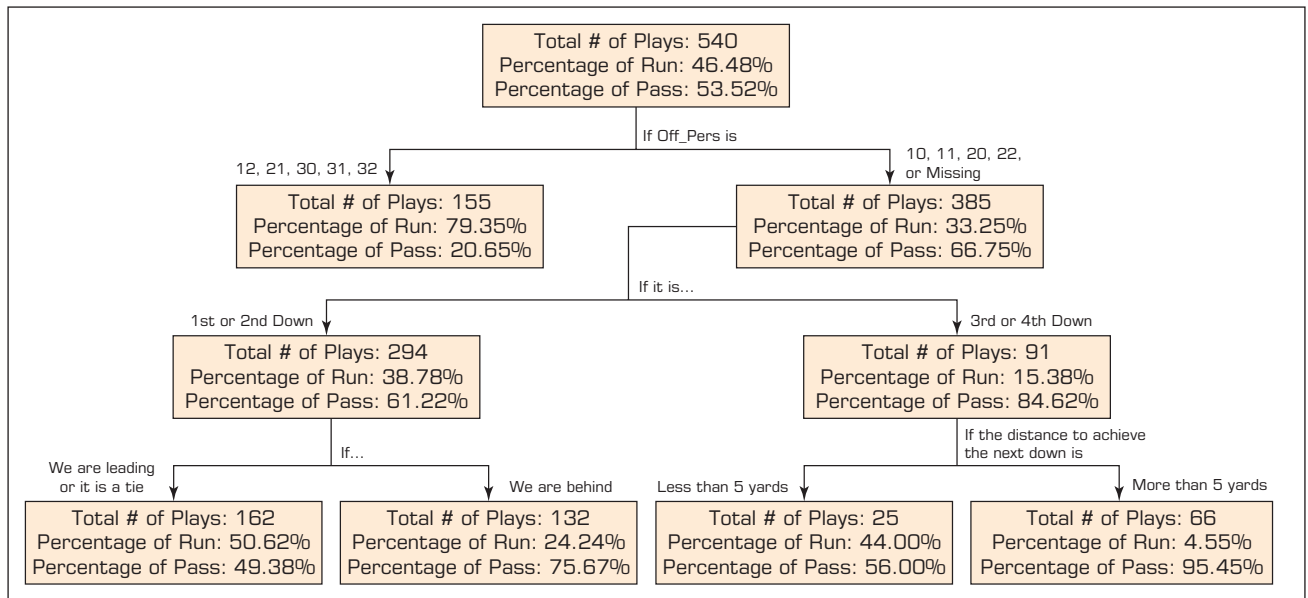 Total # of Plays: 540
Percentage of Run: 46.48%
Percentage of Pass: 53.52%
If Off_Pers is
12, 21, 30, 31, 32
10, 11, 20, 22,
or Missing
Total # of Plays: 155
Percentage of Run: 79.35%
Percentage of Pass: 20.65%
Total # of Plays: 385
Percentage of Run: 33.25%
Percentage of Pass: 66.75%
If it is...
1st or 2nd Down
3rd or 4th Down
Total # of Plays: 294
Percentage of Run: 38.78%
Percentage of Pass: 61.22%
Total # of Plays: 91
Percentage of Run: 15.38%
Percentage of Pass: 84.62%
If...
If the distance to achieve
the next down is
We are leading
or it is a tie
We are behind
Less than 5 yards
More than 5 yards
Total # of Plays: 162
Percentage of Run: 50.62%
Percentage of Pass: 49.38%
Total # of Plays: 132
Percentage of Run: 24.24%
Percentage of Pass: 75.67%
Total # of Plays: 25
Percentage of Run: 44.00%
Percentage of Pass: 56.00%
Total # of Plays: 66
Percentage of Run: 4.55%
Percentage of Pass: 95.45%